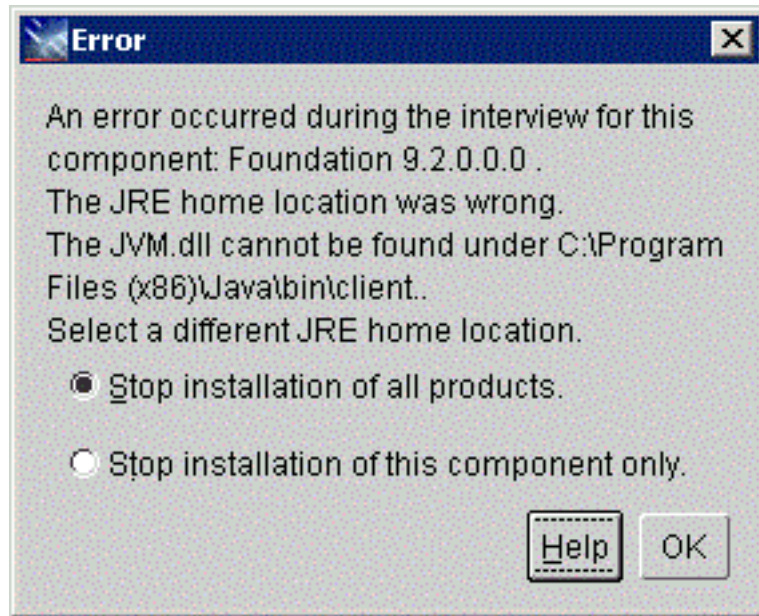 Error
An error occurred during the interview for this
component: Foundation 9.2.0.0.0 .
The JRE home location was wrong.
The JVM.dll cannot be found under C:\Program
Files (x86)\Java\bin\client..
Select a different JRE home location.
Stop installation of all products.
Stop installation of this component only.
Help OK